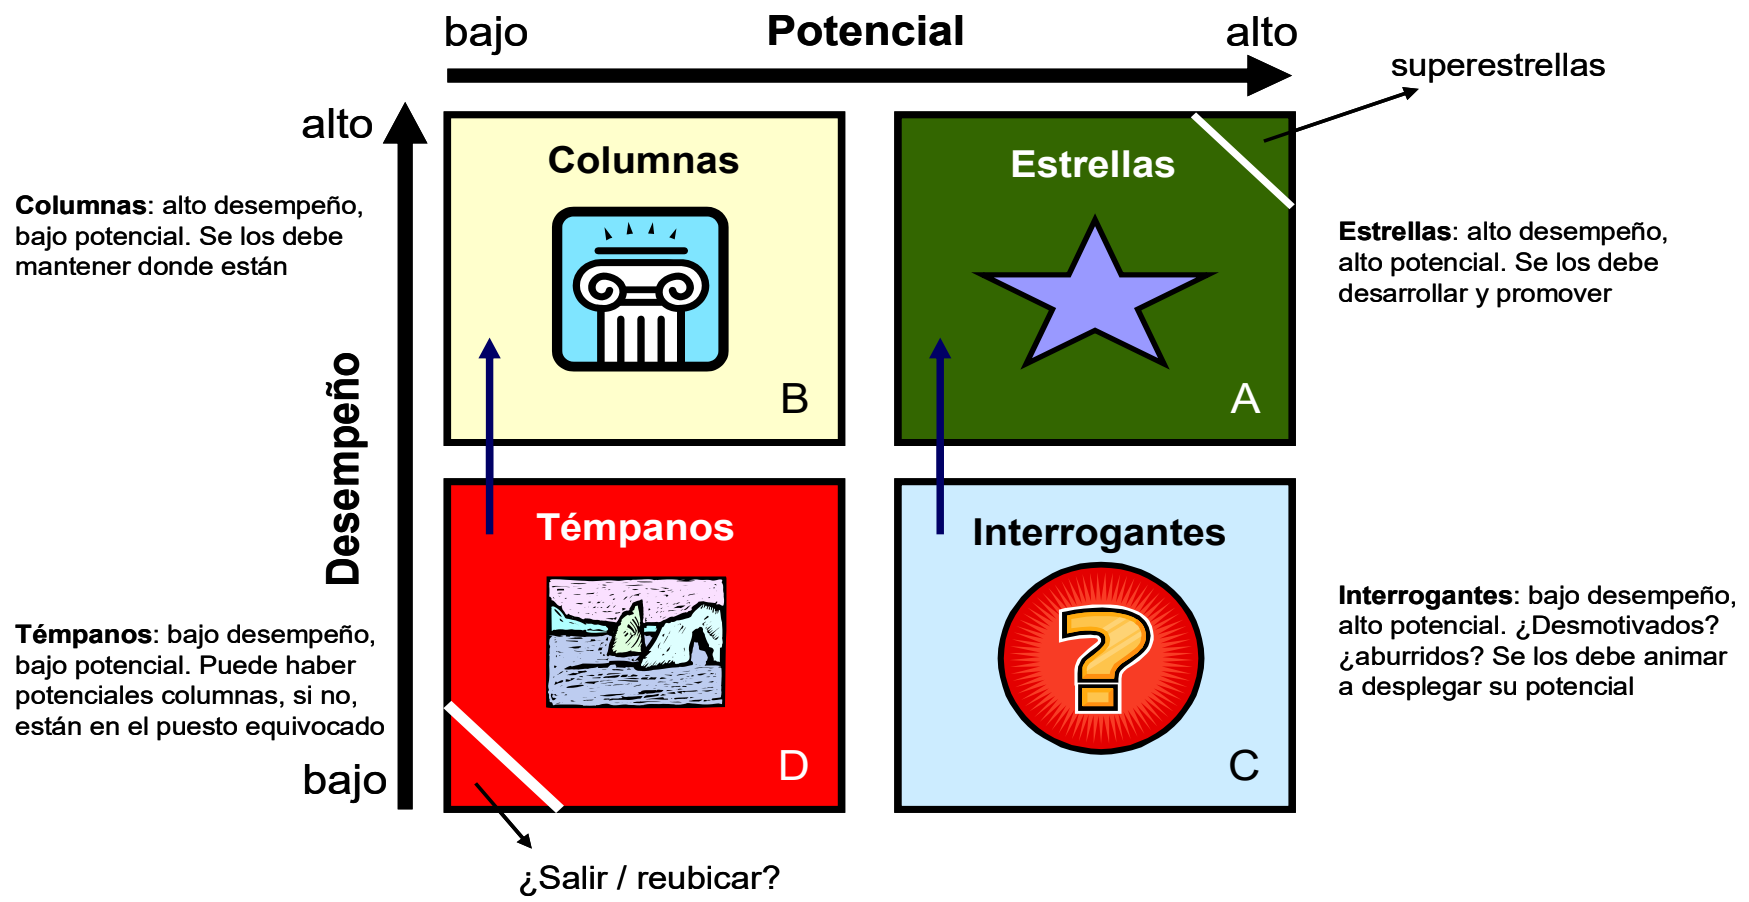 bajo
Potencial
alto
superestrellas
alto
Columnas
Estrellas
Columnas: alto desempeño,
bajo potencial. Se los debe
mantener donde están
Estrellas: alto desempeño,
alto potencial. Se los debe
desarrollar y promover
B
A
Desempeño
Témpanos
Interrogantes
Témpanos: bajo desempeño,
bajo potencial. Puede haber
potenciales columnas, si no,
están en el puesto equivocado
Interrogantes: bajo desempeño,
alto potencial. ¿Desmotivados?
¿aburridos? Se los debe animar
a desplegar su potencial
?
D
C
bajo
¿Salir / reubicar?